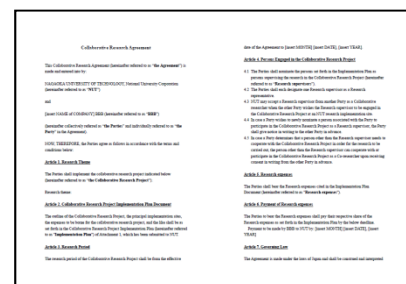 Collaborative Research Agreement
This Collaborative Research Agreement (hereinafter referred to as "the Agreement") is
made and entered into by:
NAGAOKA UNIVERSITY OF TECHNOLOGY, National University Corporation
(hereinafter referred to as "NUT")
and
[insert NAME of COMPANY] BBB (hereinafter referred to as "BBB")
(hereinafter collectively referred to as "the Parties" and individually referred to as "the
Party" in the Agreement).
NOW, THEREFORE, the Parties agree as follows in accordance with the terms and
conditions below:
Article 1. Research Theme
The Parties shall implement the collaborative research project indicated below
(hereinafter referred to as "the Collaborative Research Project").
Research theme:
Article 2. Collaborative Research Project Implementation Plan Document
The outline of the Collaborative Research Project, the principal implementation sites,
the expenses to be borne for the collaborative research project, and the like shall be as
set forth in the Collaborative Research Project Implementation Plan (hereinafter referred
to as "Implementation Plan") of Attachment 1, which has been submitted to NUT.
Article 3. Research Period
The research period of the Collaborative Research Project shall be from the effective
date of the Agreement to [insert MONTH] [insert DATE], [insert YEAR].
Article 4. Persons Engaged in the Collaborative Research Project
4.1 The Parties shall nominate the persons set forth in the Implementation Plan as
persons supervising the research in the Collaborative Research Project (hereinafter
referred to as "Research supervisors").
4.2 The Parties shall each designate one Research supervisor as a Research
representative.
4.3 NUT may accept a Research supervisor from another Party as a Collaborative
researcher when the other Party wishes the Research supervisor to be engaged in
the Collaborative Research Project at an NUT research implementation site.
4.4 In case a Party wishes to newly nominate a person associated with such Party to
participate in the Collaborative Research Project as a Research supervisor, the Party
shall give notice in writing to the other Party in advance.
4.5 In case a Party determines that a person other than the Research supervisor needs to
cooperate with the Collaborative Research Project in order for the research to be
carried out, the person other than the Research supervisor can cooperate with or
participate in the Collaborative Research Project as a Co-researcher upon receiving
consent in writing from the other Party in advance.
Article 5. Research expenses
The Parties shall bear the Research expenses cited in the Implementation Plan
Document (hereinafter referred to as "Research expenses").
Article 6. Payment of Research expenses
The Parties to bear the Research expenses shall pay their respective share of the
Research expenses as set forth in the Implementation Plan by the below deadline.
Payment to be made by BBB to NUT by: [insert MONTH] [insert DATE], [insert
YEAR]
Article 7. Governing Law
The Agreement is made under the laws of Japan and shall be construed and interpreted